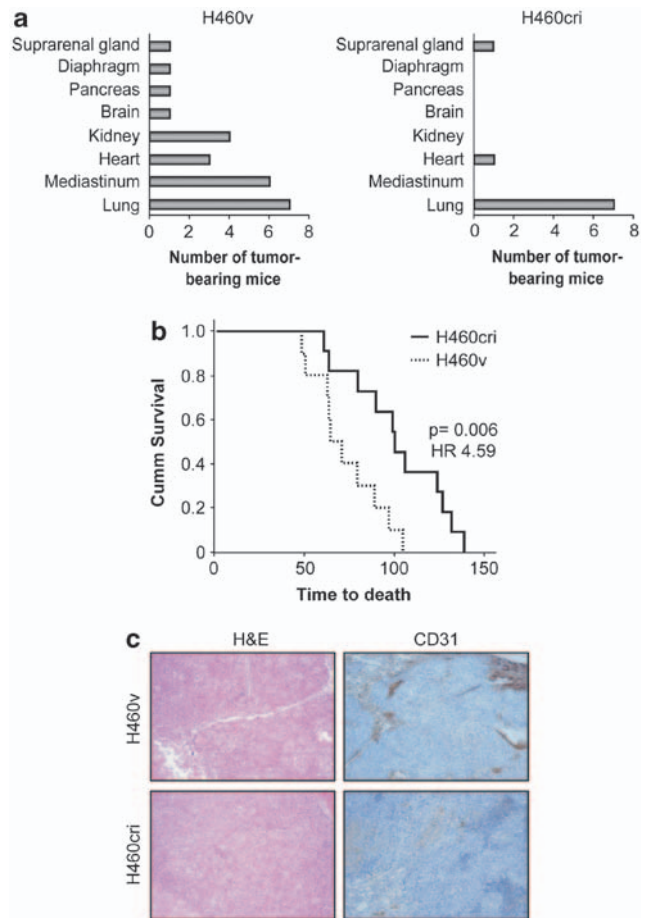 a
H460v
Suprarenal gland
Diaphragm
Pancreas
Brain
Kidney
Heart
Mediastinum
Lung
0 2 4 6 8
Number of tumor-
bearing mice
H460cri
Suprarenal gland
Diaphragm
Pancreas
Brain
Kidney
Heart
Mediastinum
Lung
0 2 4 6 8
Number of tumor-
bearing mice
b
Cumm Survival
1.0
0.8
0.6
0.4
0.2
0
H460cri
H460v
p= 0.006
HR 4.59
0 50 100 150
Time to death
c
H&E CD31
H460v
H460cri